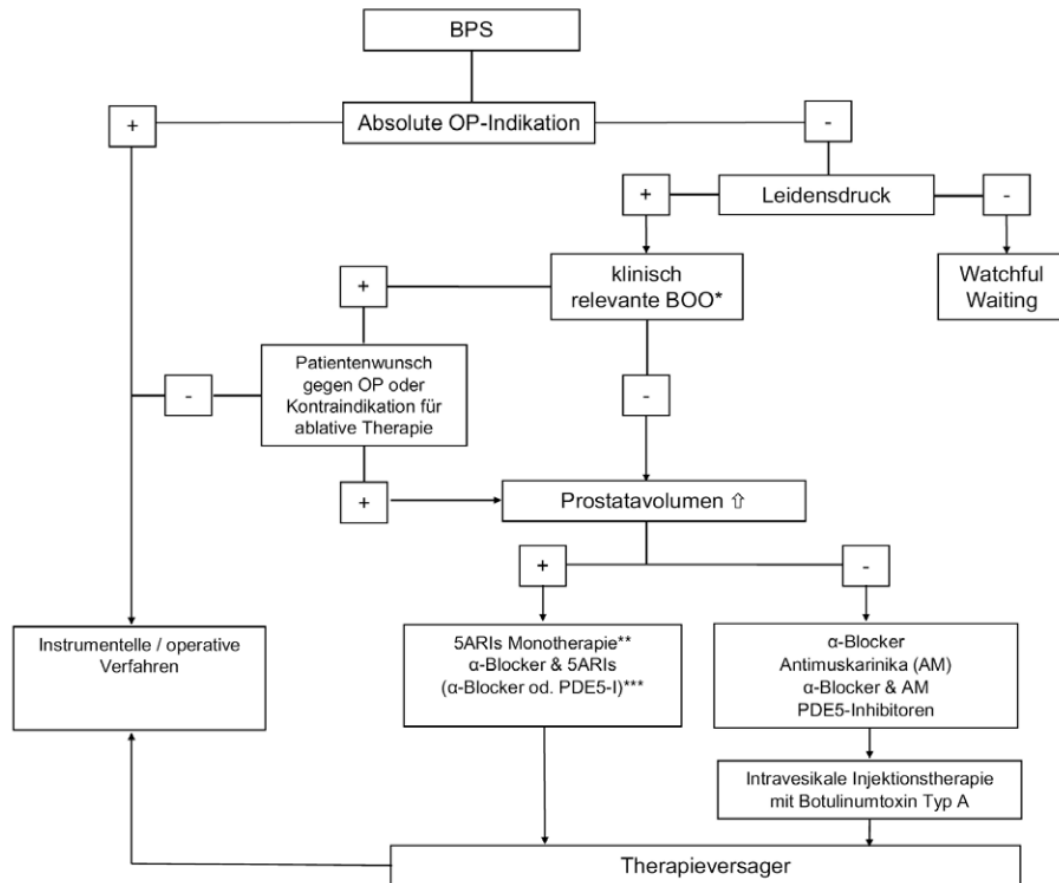 BPS
+
Absolute OP-Indikation
-
+
Leidensdruck
-
klinisch
relevante BOO*
Watchful
Waiting
+
Patientenwunsch
gegen OP oder
Kontraindikation für
ablative Therapie
-
-
+
Prostatavolumen ⇧
+
-
Instrumentelle / operative
Verfahren
5ARIs Monotherapie**
α-Blocker & 5ARIs
(α-Blocker od. PDE5-I)***
α-Blocker
Antimuskarinika (AM)
α-Blocker & AM
PDE5-Inhibitoren
Intravesikale Injektionstherapie
mit Botulinumtoxin Typ A
Therapieversager